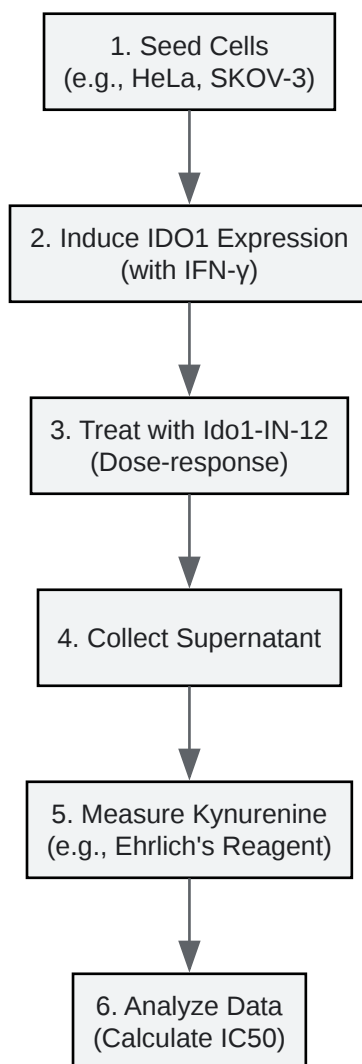 1. Seed Cells
(e.g., HeLa, SKOV-3)
2. Induce IDO1 Expression
(with IFN-γ)
3. Treat with Ido1-IN-12
(Dose-response)
4. Collect Supernatant
5. Measure Kynurenine
(e.g., Ehrlich's Reagent)
6. Analyze Data
(Calculate IC50)